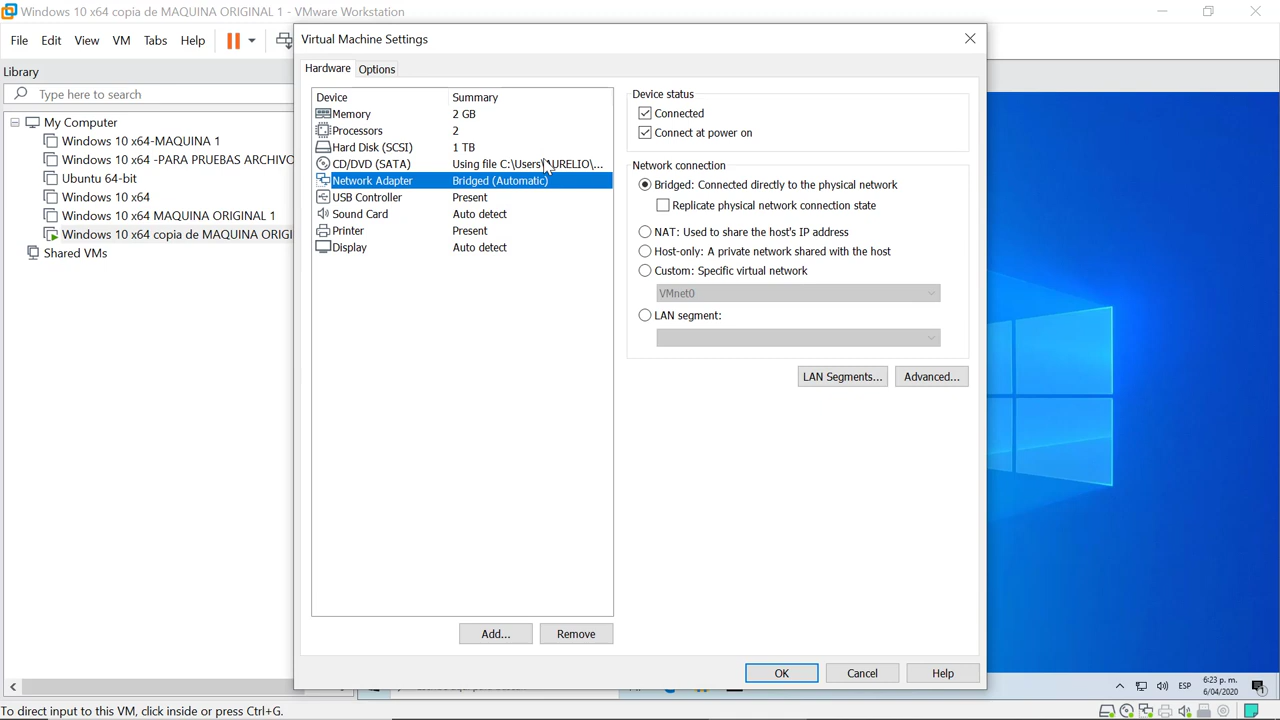 Windows 10 x64 copia de MAQUINA ORIGINAL 1 - VMware Workstation
File Edit View VM Tabs Help
Library
Type here to search
My Computer
Windows 10 x64-MAQUINA 1
Windows 10 x64 -PARA PRUEBAS ARCHIVO
Ubuntu 64-bit
Windows 10 x64
Windows 10 x64 MAQUINA ORIGINAL 1
Windows 10 x64 copia de MAQUINA ORIGI
Shared VMs
Virtual Machine Settings
Hardware Options
Device Summary
Memory 2 GB
Processors 2
Hard Disk (SCSI) 1 TB
CD/DVD (SATA) Using file C:\Users\AURELIO\...
Network Adapter Bridged (Automatic)
USB Controller Present
Sound Card Auto detect
Printer Present
Display Auto detect
Add... Remove
Device status
Connected
Connect at power on
Network connection
Bridged: Connected directly to the physical network
Replicate physical network connection state
NAT: Used to share the host's IP address
Host-only: A private network shared with the host
Custom: Specific virtual network
VMnet0
LAN segment:
LAN Segments... Advanced...
OK Cancel Help
ESP
6:23 p. m.
6/04/2020
1
To direct input to this VM, click inside or press Ctrl+G.